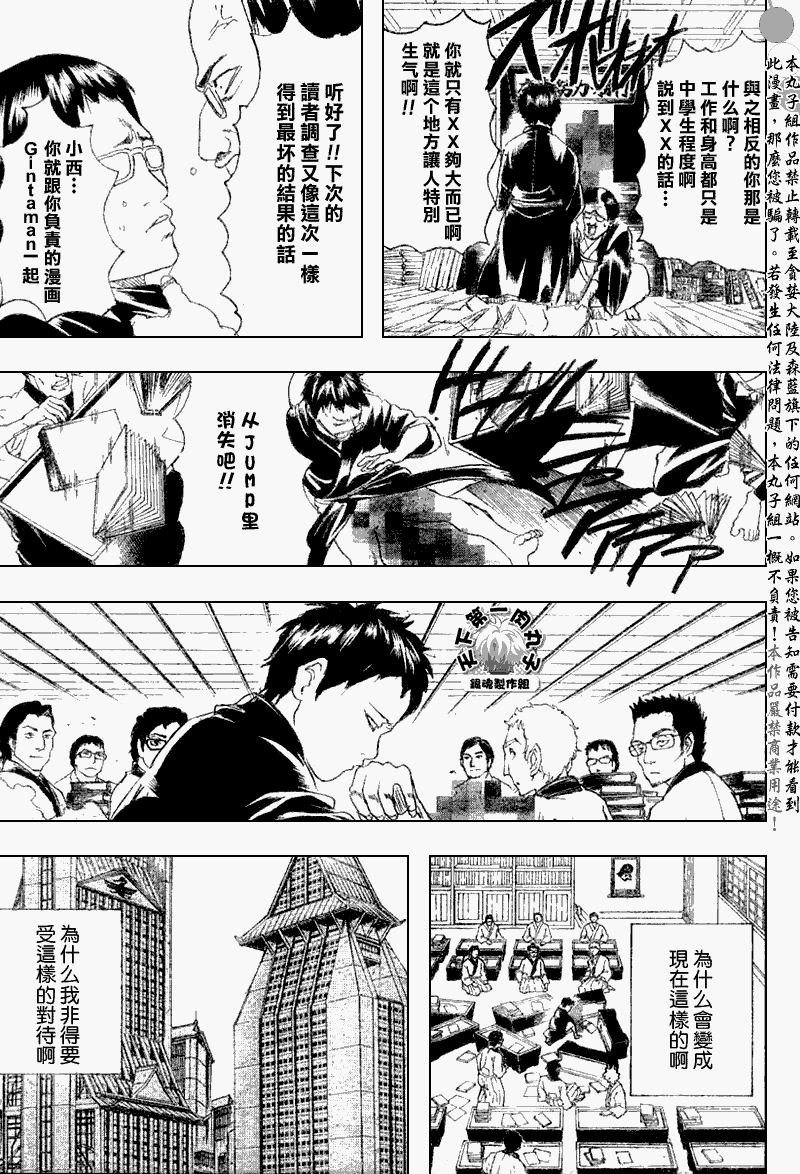 與之相反的你那是
什么啊?
工作和身高都只是
中學生程度啊
說到XX的話…
你就只有XX夠大而已啊
就是這个地方讓人特別
生气啊!!
听好了!!下次的
讀者調查又像這次一樣
得到最坏的結果的話
小西…
你就跟你負責的漫画
Gintaman一起
从JUMP里
消失吧!!
天下第一肉丸子
銀魂製作組
為什么會變成
現在這樣的啊
為什么我非得要
受這樣的對待啊
本丸子組作品禁止轉載至貪婪大陸及森藍旗下的任何網站。如果您被告知需要付款才能看到
此漫畫,那麼您被騙了。若發生任何法律問題,本丸子組一概不負責!本作品嚴禁商業用途!